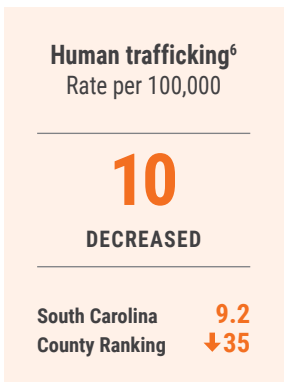 Human trafficking⁶
Rate per 100,000
10
DECREASED
South Carolina 9.2
County Ranking ↓35